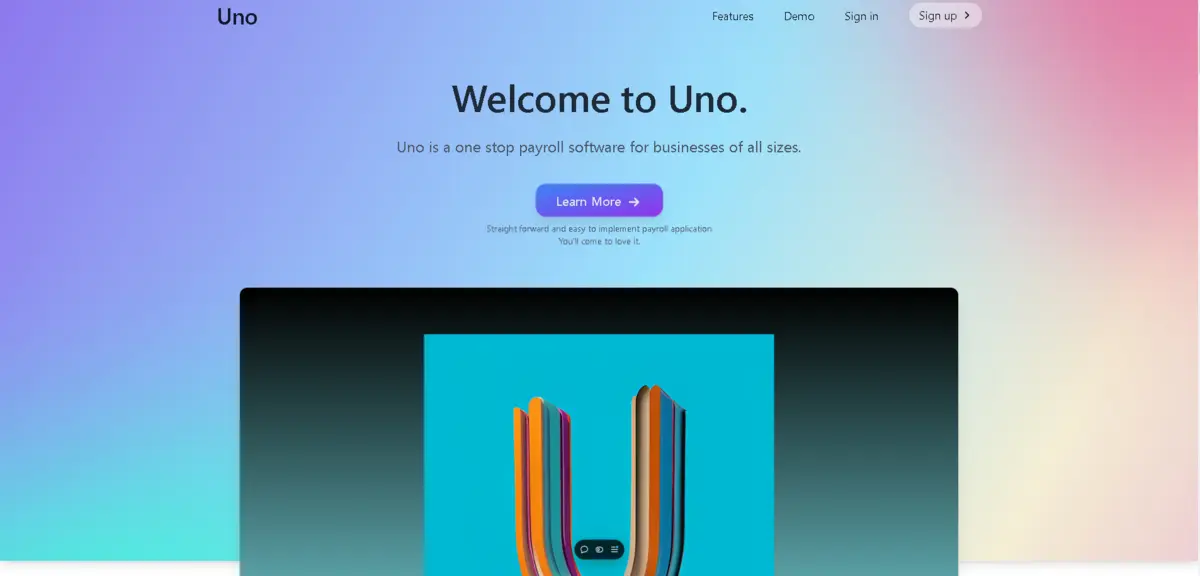 Uno
Features
Demo
Sign in
Sign up
Welcome to Uno.
Uno is a one stop payroll software for businesses of all sizes.
Learn More
Straight forward and easy to implement payroll application.
You'll come to love it.